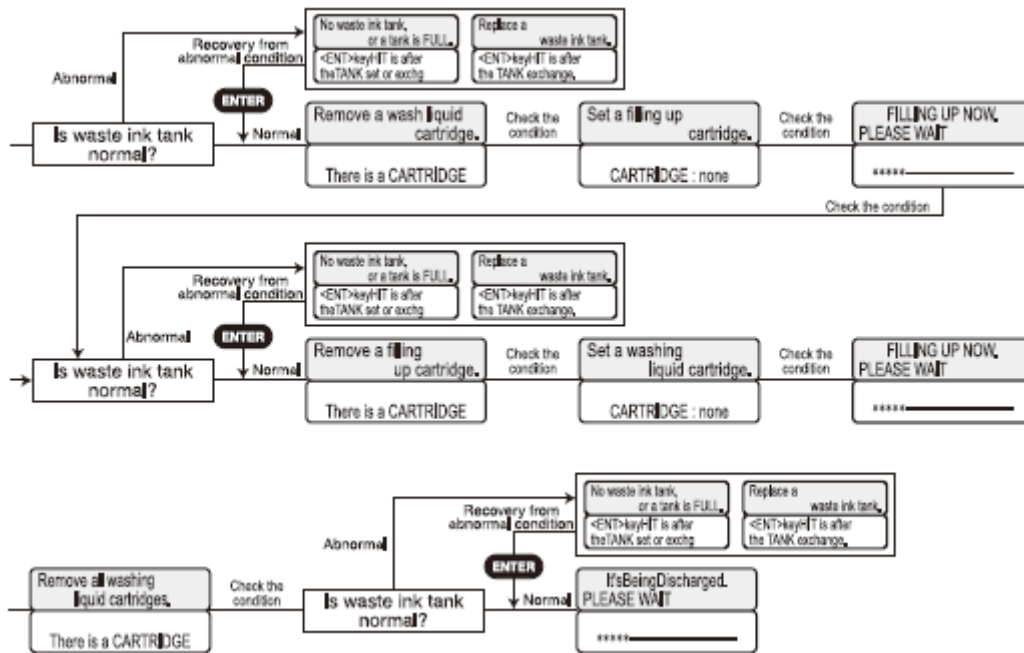 No waste ink tank,
or a tank is FULL.
<ENT>keyHIT is after
theTANK set or exchg
Replace a
waste ink tank.
<ENT>keyHIT is after
the TANK exchange.
Recovery from
abnormal condition
Abnormal
ENTER
Is waste ink tank
normal?
Normal
Remove a wash liquid
cartridge.
There is a CARTRIDGE
Check the
condition
Set a filling up
cartridge.
CARTRIDGE : none
Check the
condition
FILLING UP NOW.
PLEASE WAIT
*****
Check the condition
No waste ink tank,
or a tank is FULL.
<ENT>keyHIT is after
theTANK set or exchg
Replace a
waste ink tank.
<ENT>keyHIT is after
the TANK exchange.
Recovery from
abnormal condition
Abnormal
ENTER
Is waste ink tank
normal?
Normal
Remove a filling
up cartridge.
There is a CARTRIDGE
Check the
condition
Set a washing
liquid cartridge.
CARTRIDGE : none
Check the
condition
FILLING UP NOW.
PLEASE WAIT
*****
No waste ink tank,
or a tank is FULL.
<ENT>keyHIT is after
theTANK set or exchg
Replace a
waste ink tank.
<ENT>keyHIT is after
the TANK exchange.
Recovery from
abnormal condition
Abnormal
ENTER
Remove all washing
liquid cartridges.
There is a CARTRIDGE
Check the
condition
Is waste ink tank
normal?
Normal
It'sBeingDischarged.
PLEASE WAIT
*****